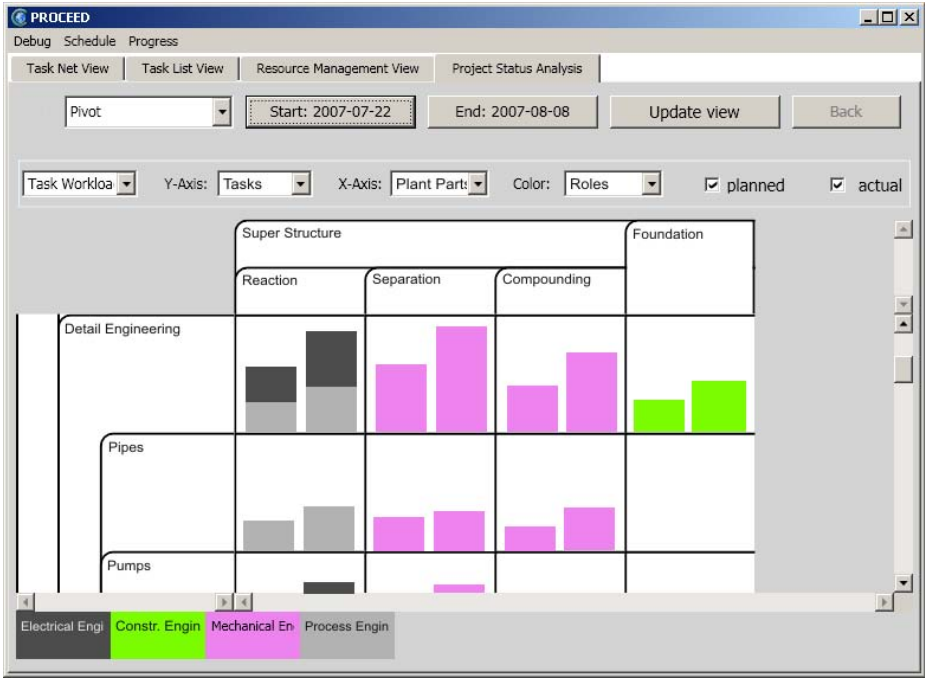 PROCEED
Debug Schedule Progress
Task Net View Task List View Resource Management View Project Status Analysis
Pivot Start: 2007-07-22 End: 2007-08-08 Update view Back
Task Workloa Y-Axis: Tasks X-Axis: Plant Parts Color: Roles planned actual
Super Structure Foundation
Reaction Separation Compounding
Detail Engineering
Pipes
Pumps
Electrical Engi Constr. Engin Mechanical En Process Engin